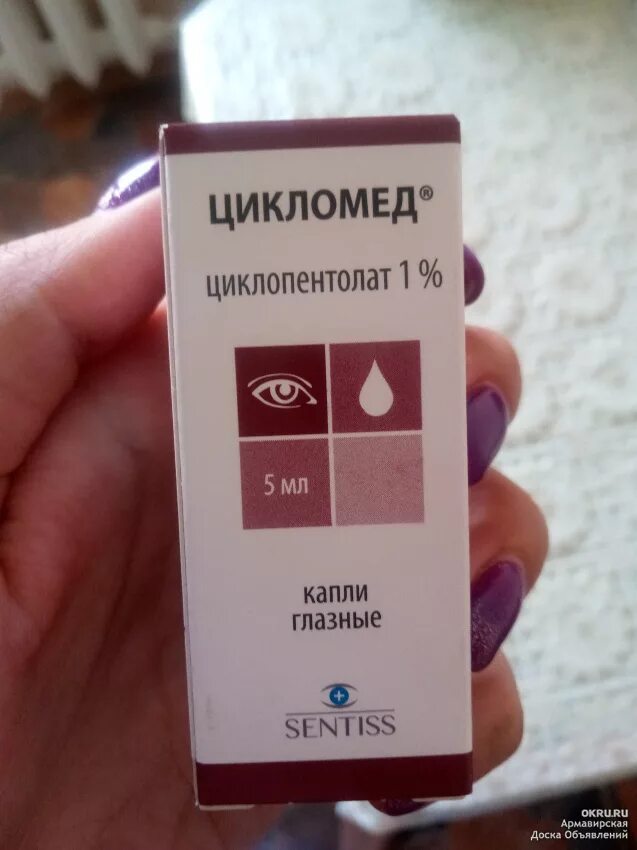 ЦИКЛОМЕД®
циклопентолат 1 %
5 мл
капли
глазные
SENTISS
OKRU.RU
Армавирская
Доска Объявлений